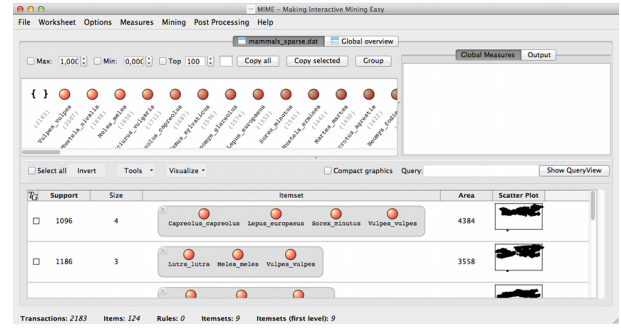 MIME – Making Interactive Mining Easy
File Worksheet Options Measures Mining Post Processing Help
mammals_sparse.dat Global overview
Max: 1,000 Min: 0,000 Top 100 Copy all Copy selected Group
Global Measures Output
{ }
(2183) Vulpes_vulpes
Mustela_nivalis
Meles_meles
Select all Invert Tools Visualize Compact graphics Query: Show QueryView
Support Size Itemset Area Scatter Plot
1096 4 Capreolus_capreolus Lepus_europaeus Sorex_minutus Vulpes_vulpes 4384
1186 3 Lutra_lutra Meles_meles Vulpes_vulpes 3558
Transactions: 2183 Items: 124 Rules: 0 Itemsets: 9 Itemsets (first level): 9